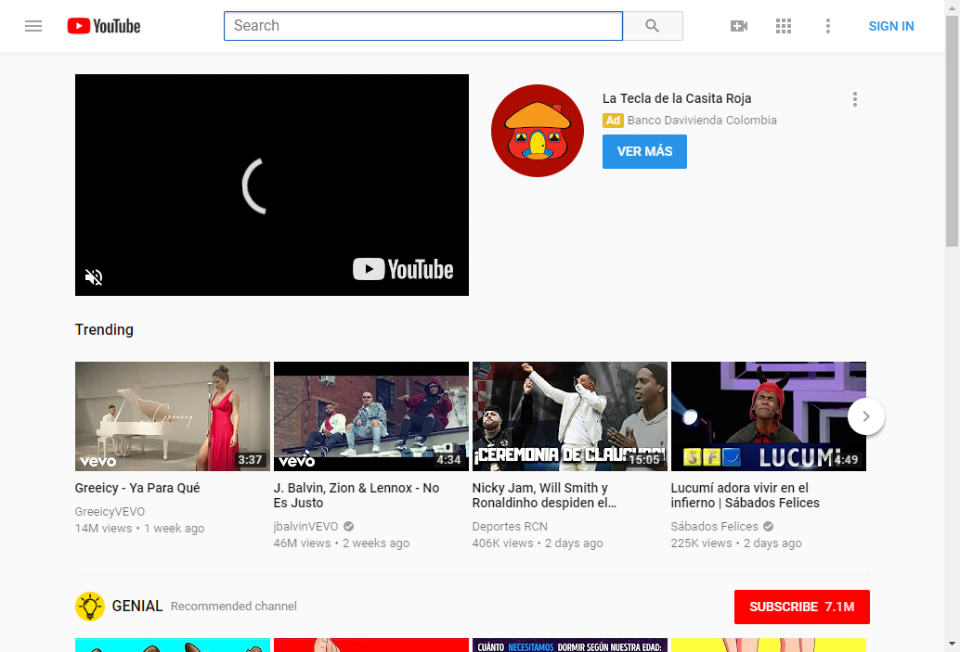 YouTube
Search
SIGN IN
La Tecla de la Casita Roja
Ad Banco Davivienda Colombia
VER MÁS
YouTube
Trending
Greeicy
vevo
3:37
vevo
4:34
¡CEREMONIA DE CLAUSURA!
15:05
SF
LUCUMÍ
4:49
Greeicy - Ya Para Qué
GreeicyVEVO
14M views • 1 week ago
J. Balvin, Zion & Lennox - No
Es Justo
jbalvinVEVO
46M views • 2 weeks ago
Nicky Jam, Will Smith y
Ronaldinho despiden el...
Deportes RCN
406K views • 2 days ago
Lucumí adora vivir en el
infierno | Sábados Felices
Sábados Felices
225K views • 2 days ago
GENIAL Recommended channel
SUBSCRIBE 7.1M
CUÁNTO NECESITAMOS DORMIR SEGÚN NUESTRA EDAD: